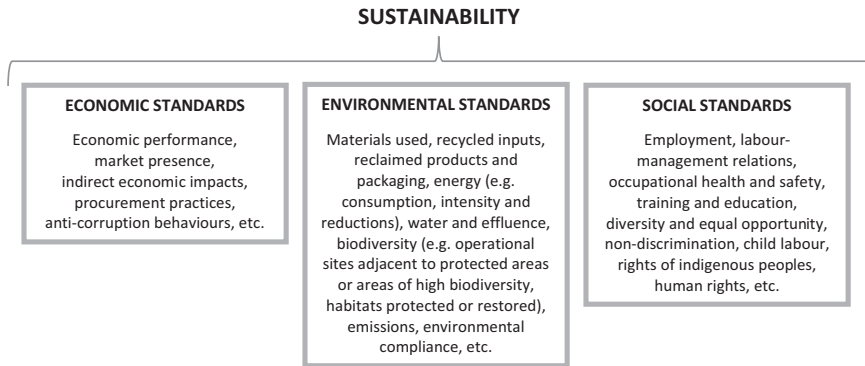 SUSTAINABILITY
ECONOMIC STANDARDS
Economic performance,
market presence,
indirect economic impacts,
procurement practices,
anti-corruption behaviours, etc.
ENVIRONMENTAL STANDARDS
Materials used, recycled inputs,
reclaimed products and
packaging, energy (e.g.
consumption, intensity and
reductions), water and effluence,
biodiversity (e.g. operational
sites adjacent to protected areas
or areas of high biodiversity,
habitats protected or restored),
emissions, environmental
compliance, etc.
SOCIAL STANDARDS
Employment, labour-
management relations,
occupational health and safety,
training and education,
diversity and equal opportunity,
non-discrimination, child labour,
rights of indigenous peoples,
human rights, etc.